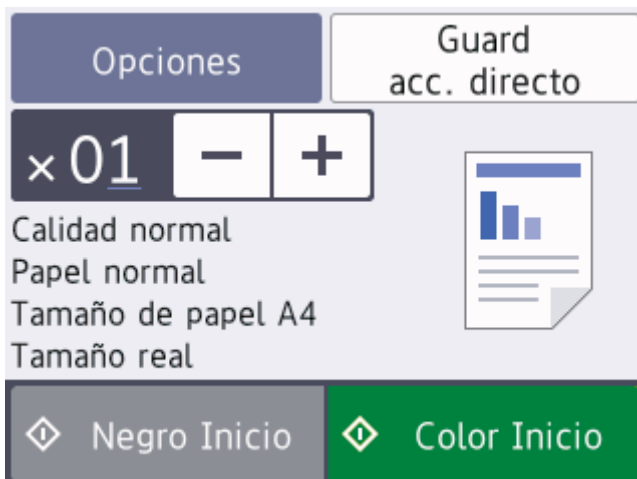 Opciones
Guard
acc. directo
×01
Calidad normal
Papel normal
Tamaño de papel A4
Tamaño real
Negro Inicio
Color Inicio